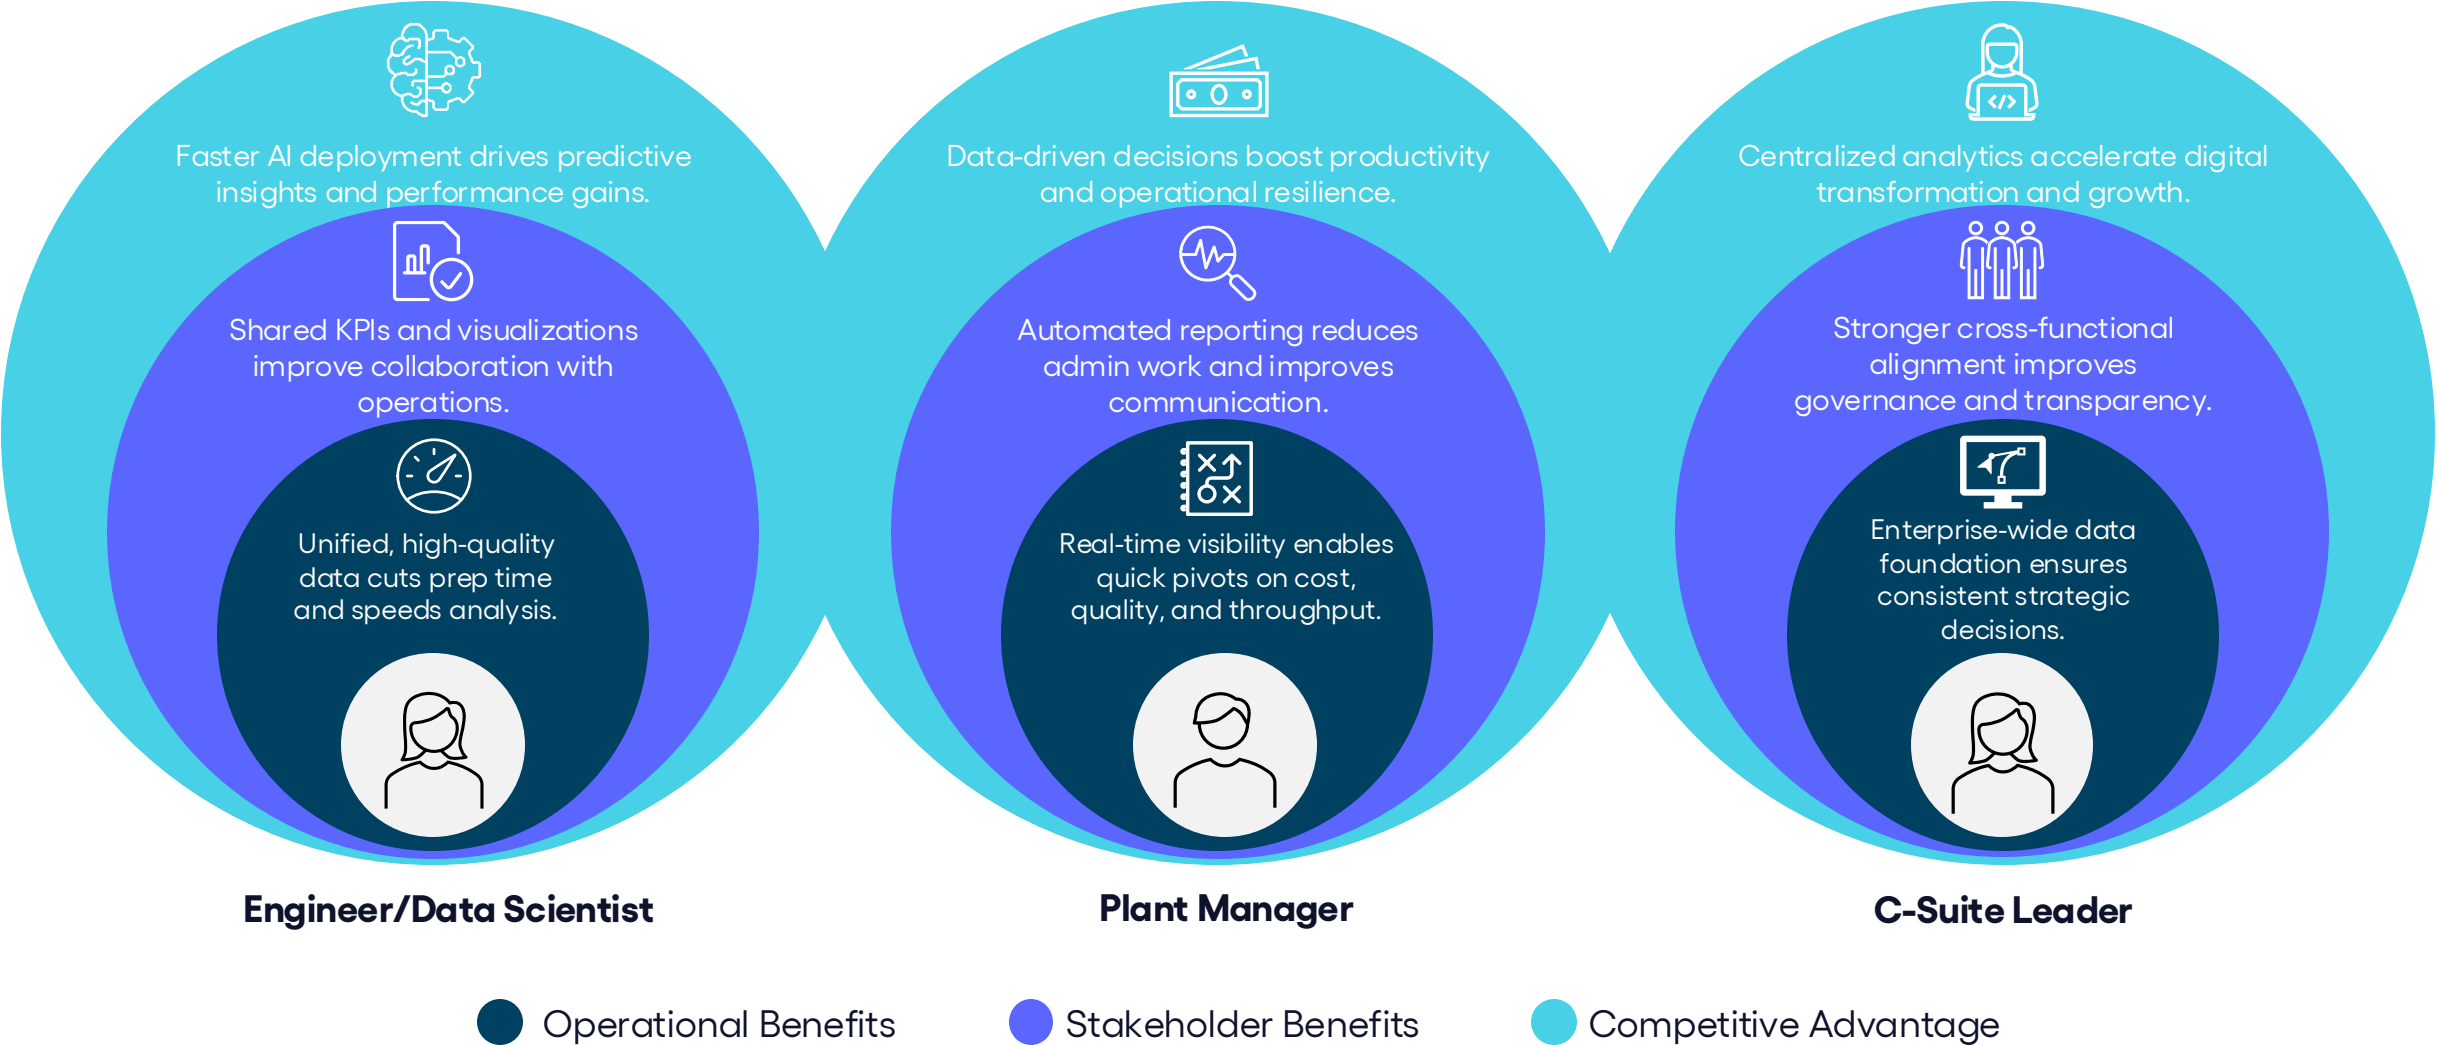 Faster AI deployment drives predictive
insights and performance gains.
Shared KPIs and visualizations
improve collaboration with
operations.
Unified, high-quality
data cuts prep time
and speeds analysis.
Engineer/Data Scientist
Data-driven decisions boost productivity
and operational resilience.
Automated reporting reduces
admin work and improves
communication.
Real-time visibility enables
quick pivots on cost,
quality, and throughput.
Plant Manager
Centralized analytics accelerate digital
transformation and growth.
Stronger cross-functional
alignment improves
governance and transparency.
Enterprise-wide data
foundation ensures
consistent strategic
decisions.
C-Suite Leader
Operational Benefits
Stakeholder Benefits
Competitive Advantage